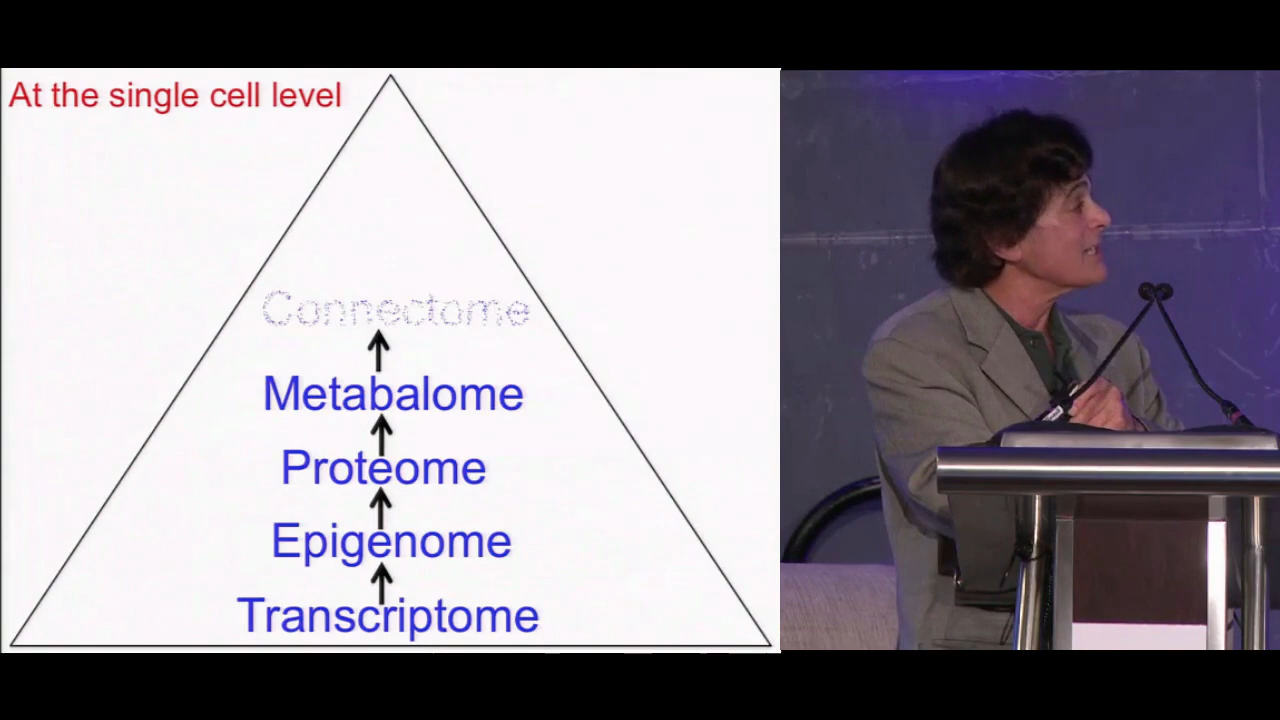 At the single cell level
Connectome
Metabalome
Proteome
Epigenome
Transcriptome